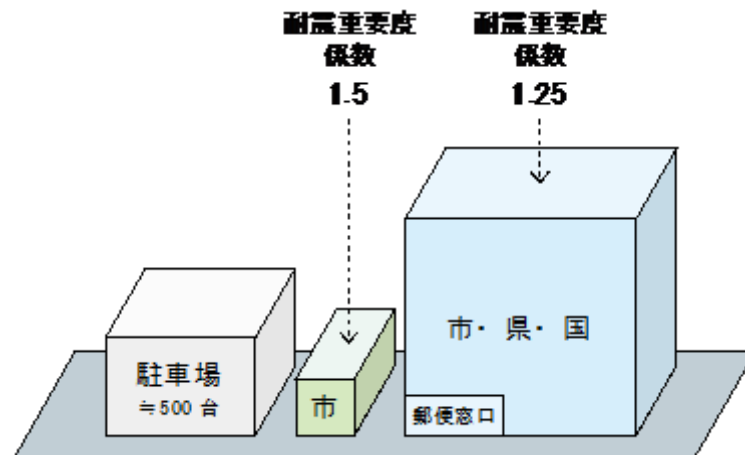 耐震重要度
係数
1.5
耐震重要度
係数
1.25
駐車場
≒500 台
市
市・県・国
郵便窓口